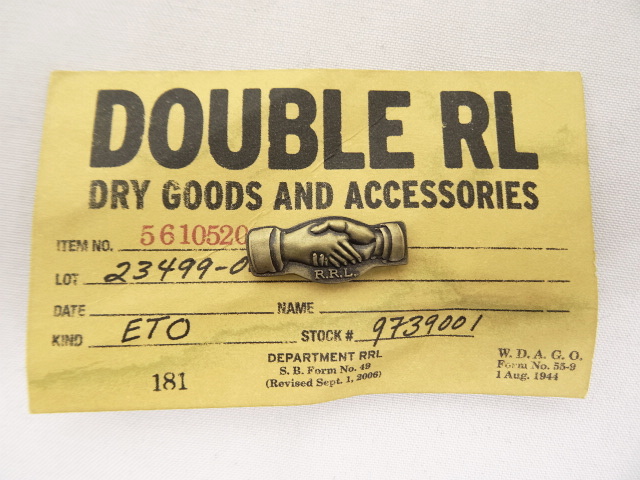 DOUBLE RL
DRY GOODS AND ACCESSORIES
ITEM NO. 5610520
LOT 23499-0
R.R.L.
DATE NAME
KIND ETO STOCK # 9739001
181
DEPARTMENT RRL
S. B. Form No. 49
(Revised Sept. 1, 2006)
W. D. A. G. O.
Form No. 55-9
1 Aug. 1944